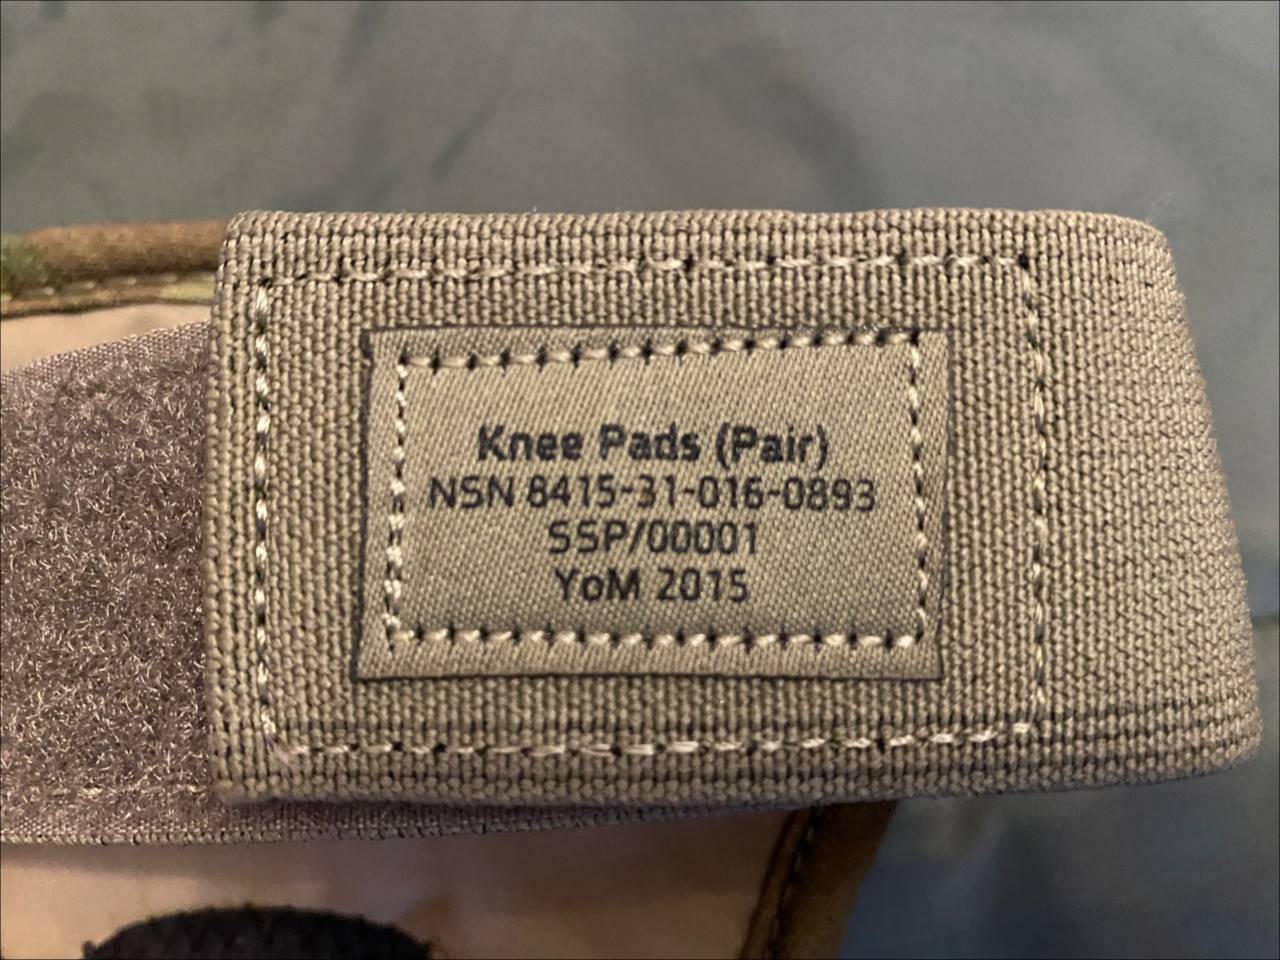 Knee Pads (Pair)
NSN 8415-31-016-0893
SSP/00001
YoM 2015